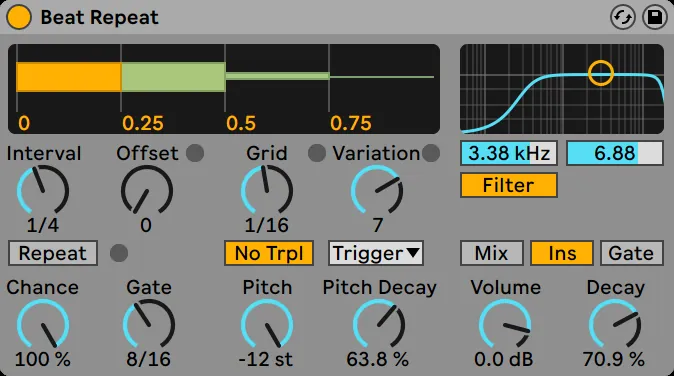 Beat Repeat
0 0.25 0.5 0.75
3.38 kHz 6.88
Filter
Interval Offset Grid Variation
1/4 0 1/16 7
Repeat No Trpl Trigger Mix Ins Gate
Chance Gate Pitch Pitch Decay Volume Decay
100 % 8/16 -12 st 63.8 % 0.0 dB 70.9 %